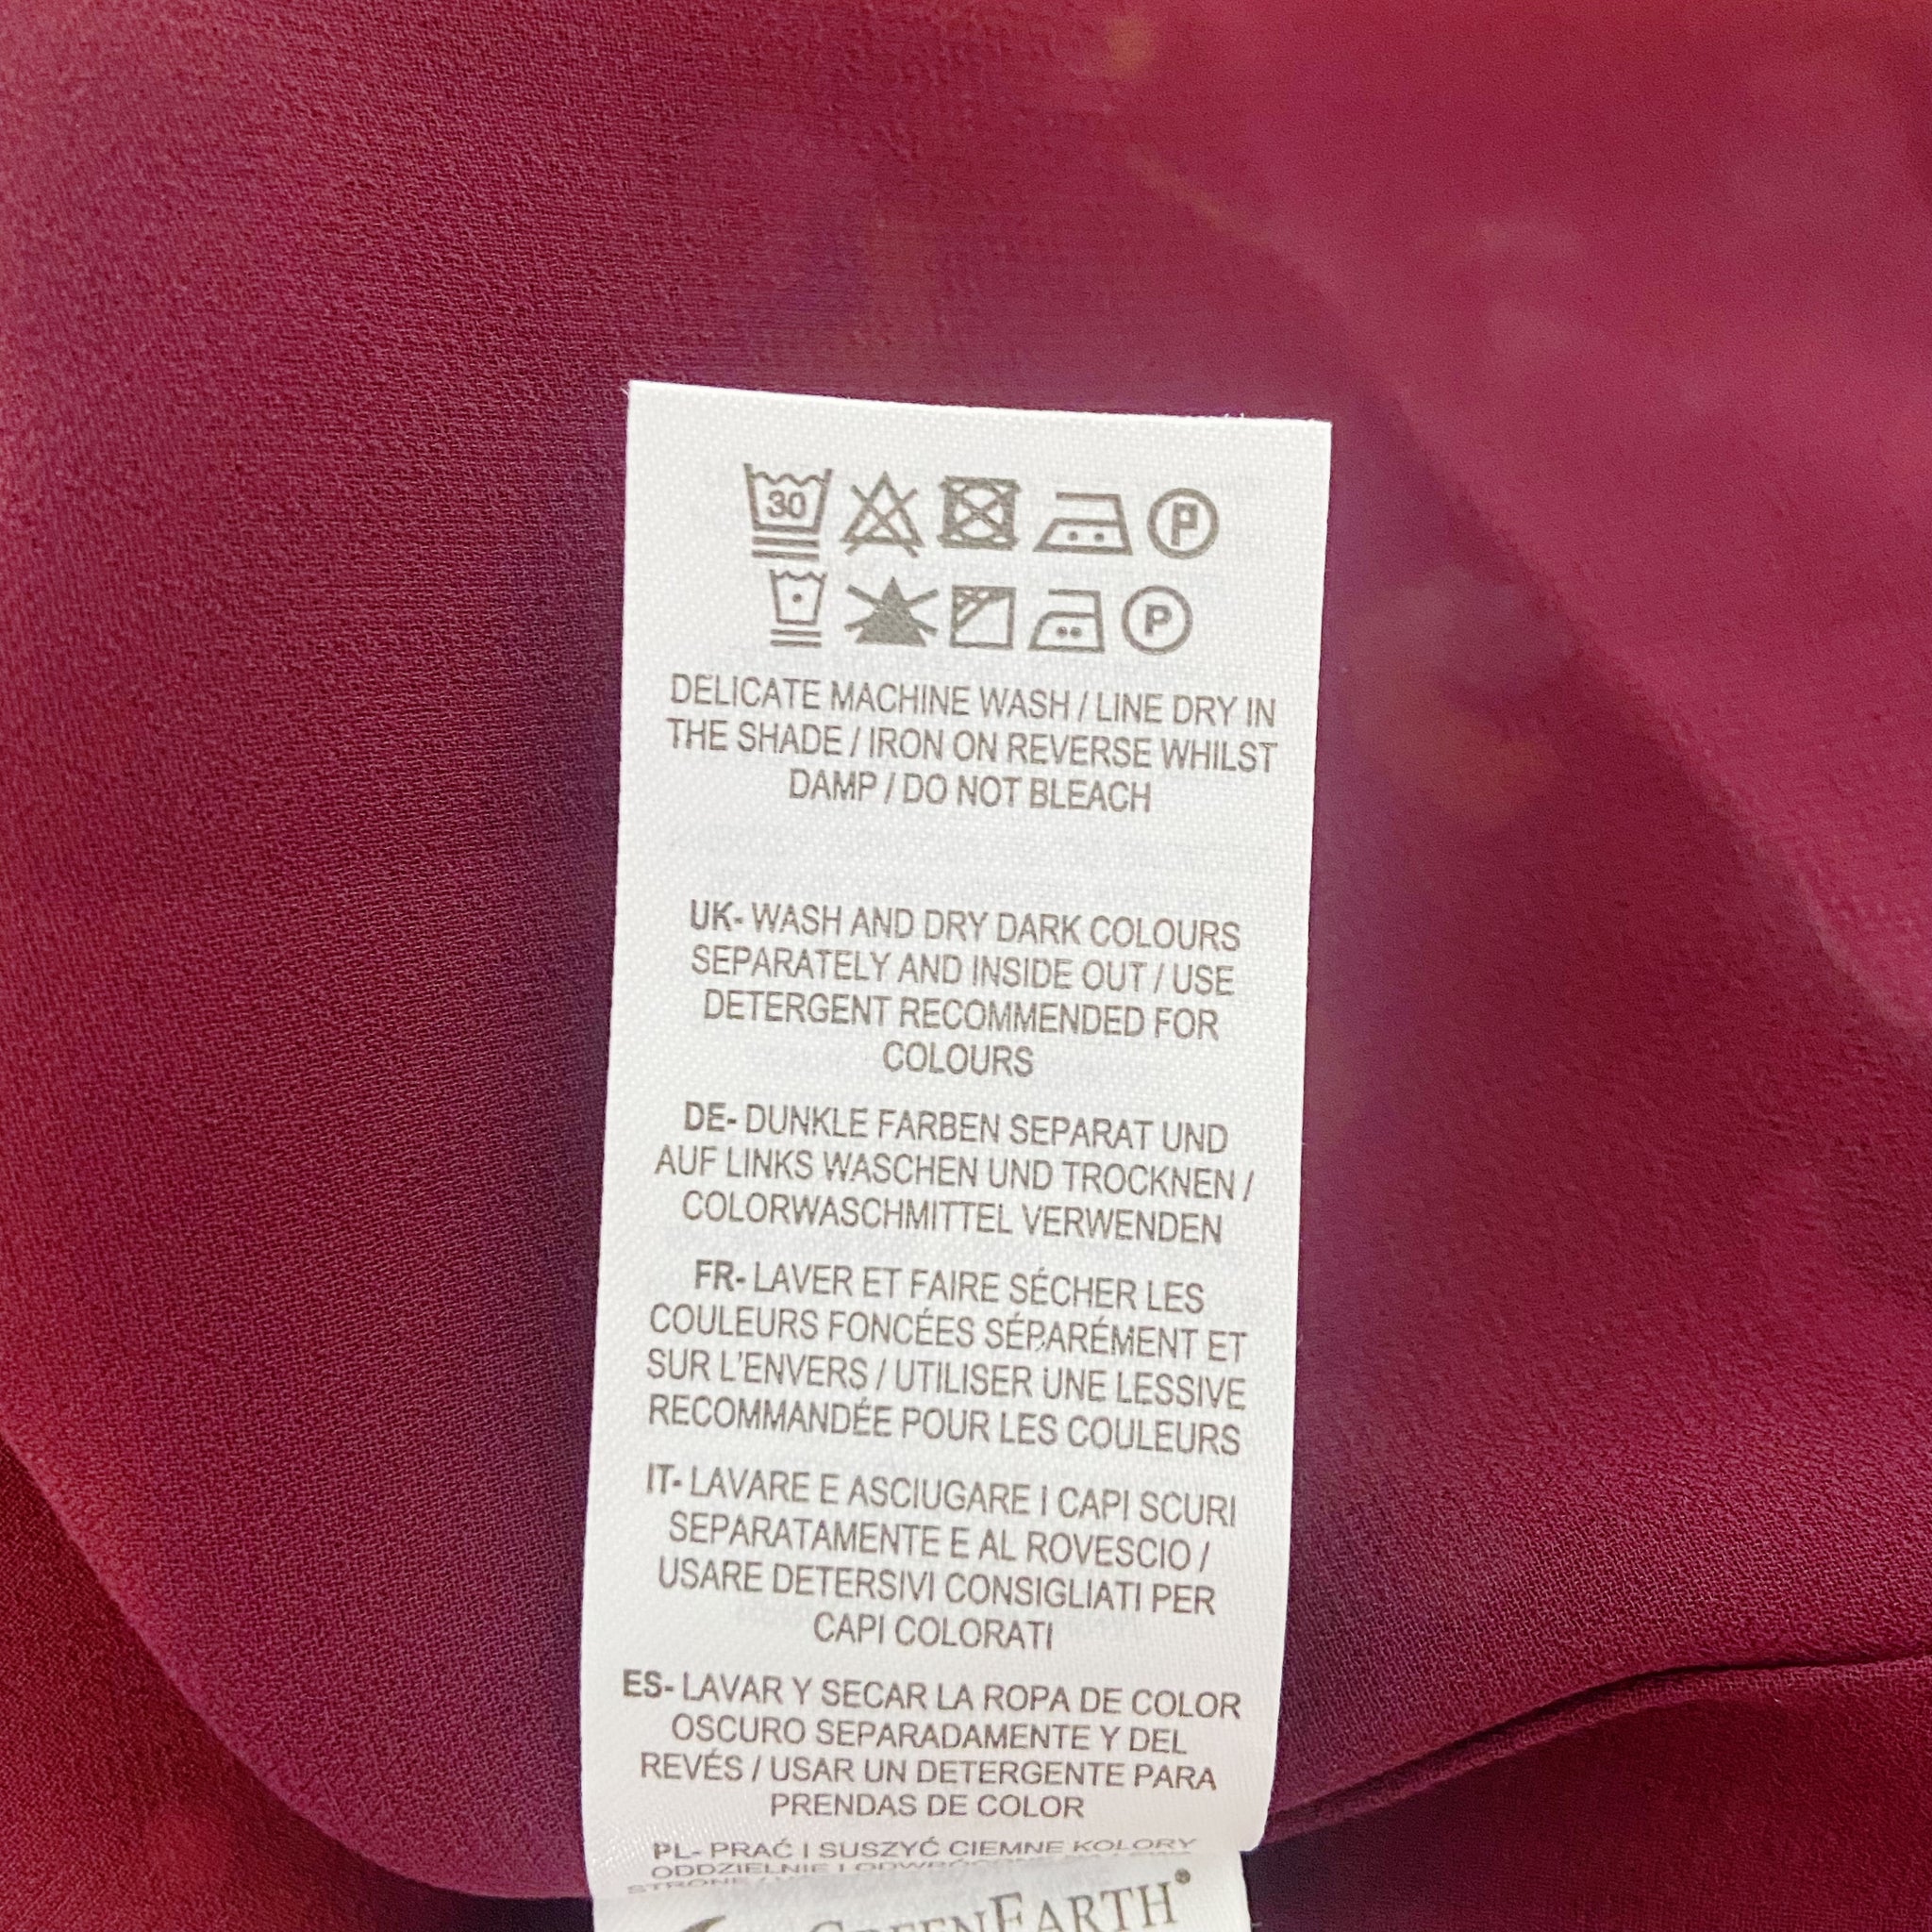 30 P
P
DELICATE MACHINE WASH / LINE DRY IN
THE SHADE / IRON ON REVERSE WHILST
DAMP / DO NOT BLEACH
UK- WASH AND DRY DARK COLOURS
SEPARATELY AND INSIDE OUT / USE
DETERGENT RECOMMENDED FOR
COLOURS
DE- DUNKLE FARBEN SEPARAT UND
AUF LINKS WASCHEN UND TROCKNEN /
COLORWASCHMITTEL VERWENDEN
FR- LAVER ET FAIRE SÉCHER LES
COULEURS FONCÉES SÉPARÉMENT ET
SUR L'ENVERS / UTILISER UNE LESSIVE
RECOMMANDÉE POUR LES COULEURS
IT- LAVARE E ASCIUGARE I CAPI SCURI
SEPARATAMENTE E AL ROVESCIO /
USARE DETERSIVI CONSIGLIATI PER
CAPI COLORATI
ES- LAVAR Y SECAR LA ROPA DE COLOR
OSCURO SEPARADAMENTE Y DEL
REVÉS / USAR UN DETERGENTE PARA
PRENDAS DE COLOR
PL- PRAĆ I SUSZYĆ CIEMNE KOLORY
ODDZIELNIE I
STRONE /
GREENEARTH®